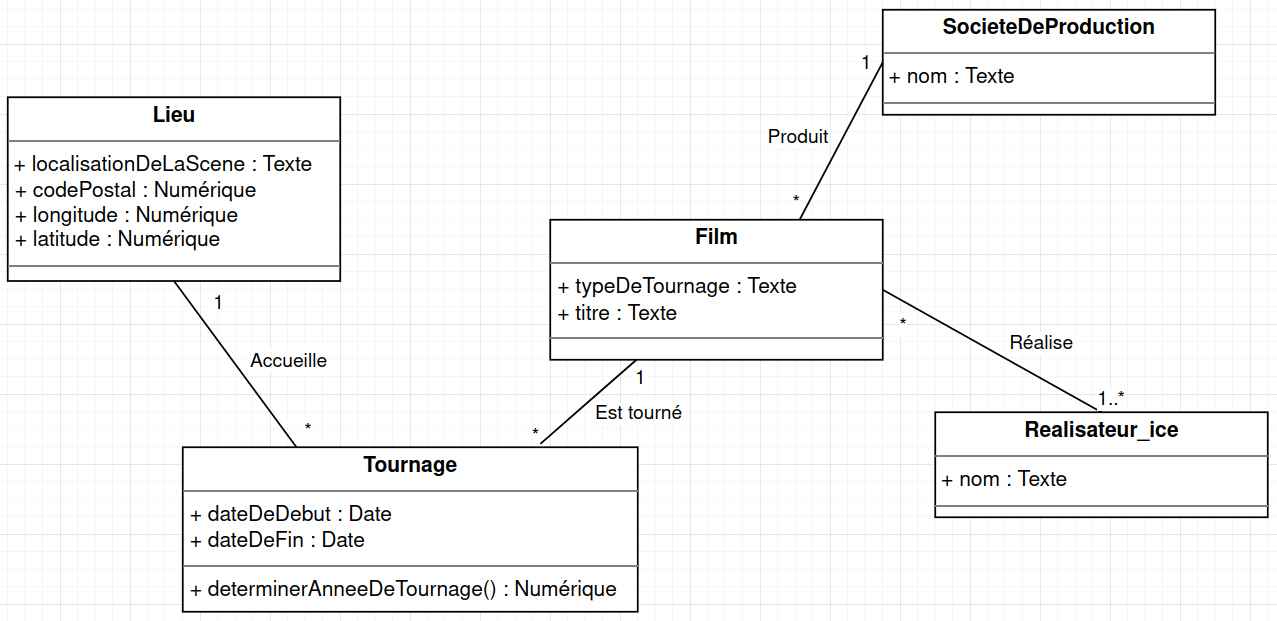 SocieteDeProduction
+ nom : Texte
1
Produit
*
Lieu
+ localisationDeLaScene : Texte
+ codePostal : Numérique
+ longitude : Numérique
+ latitude : Numérique
1
Accueille
*
Film
+ typeDeTournage : Texte
+ titre : Texte
1
Est tourné
*
*
Réalise
1..*
Realisateur_ice
+ nom : Texte
Tournage
+ dateDeDebut : Date
+ dateDeFin : Date
+ determinerAnneeDeTournage() : Numérique